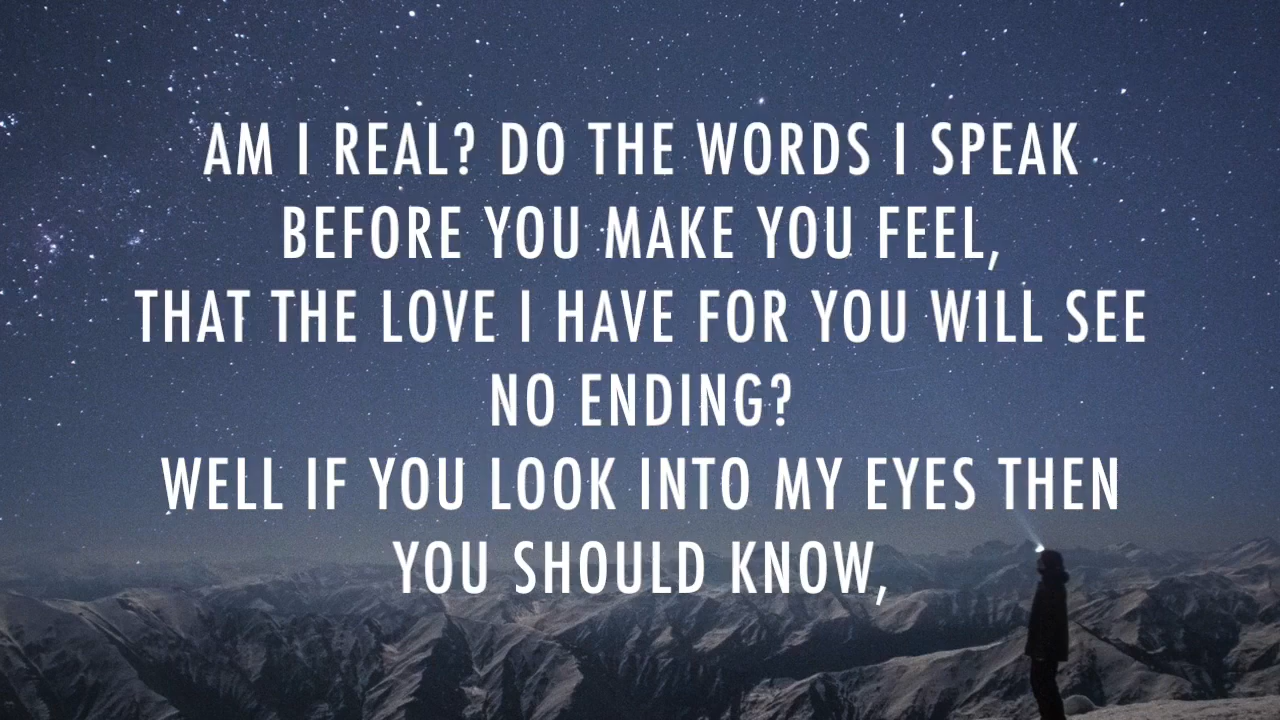 AM I REAL? DO THE WORDS I SPEAK
BEFORE YOU MAKE YOU FEEL,
THAT THE LOVE I HAVE FOR YOU WILL SEE
NO ENDING?
WELL IF YOU LOOK INTO MY EYES THEN
YOU SHOULD KNOW,